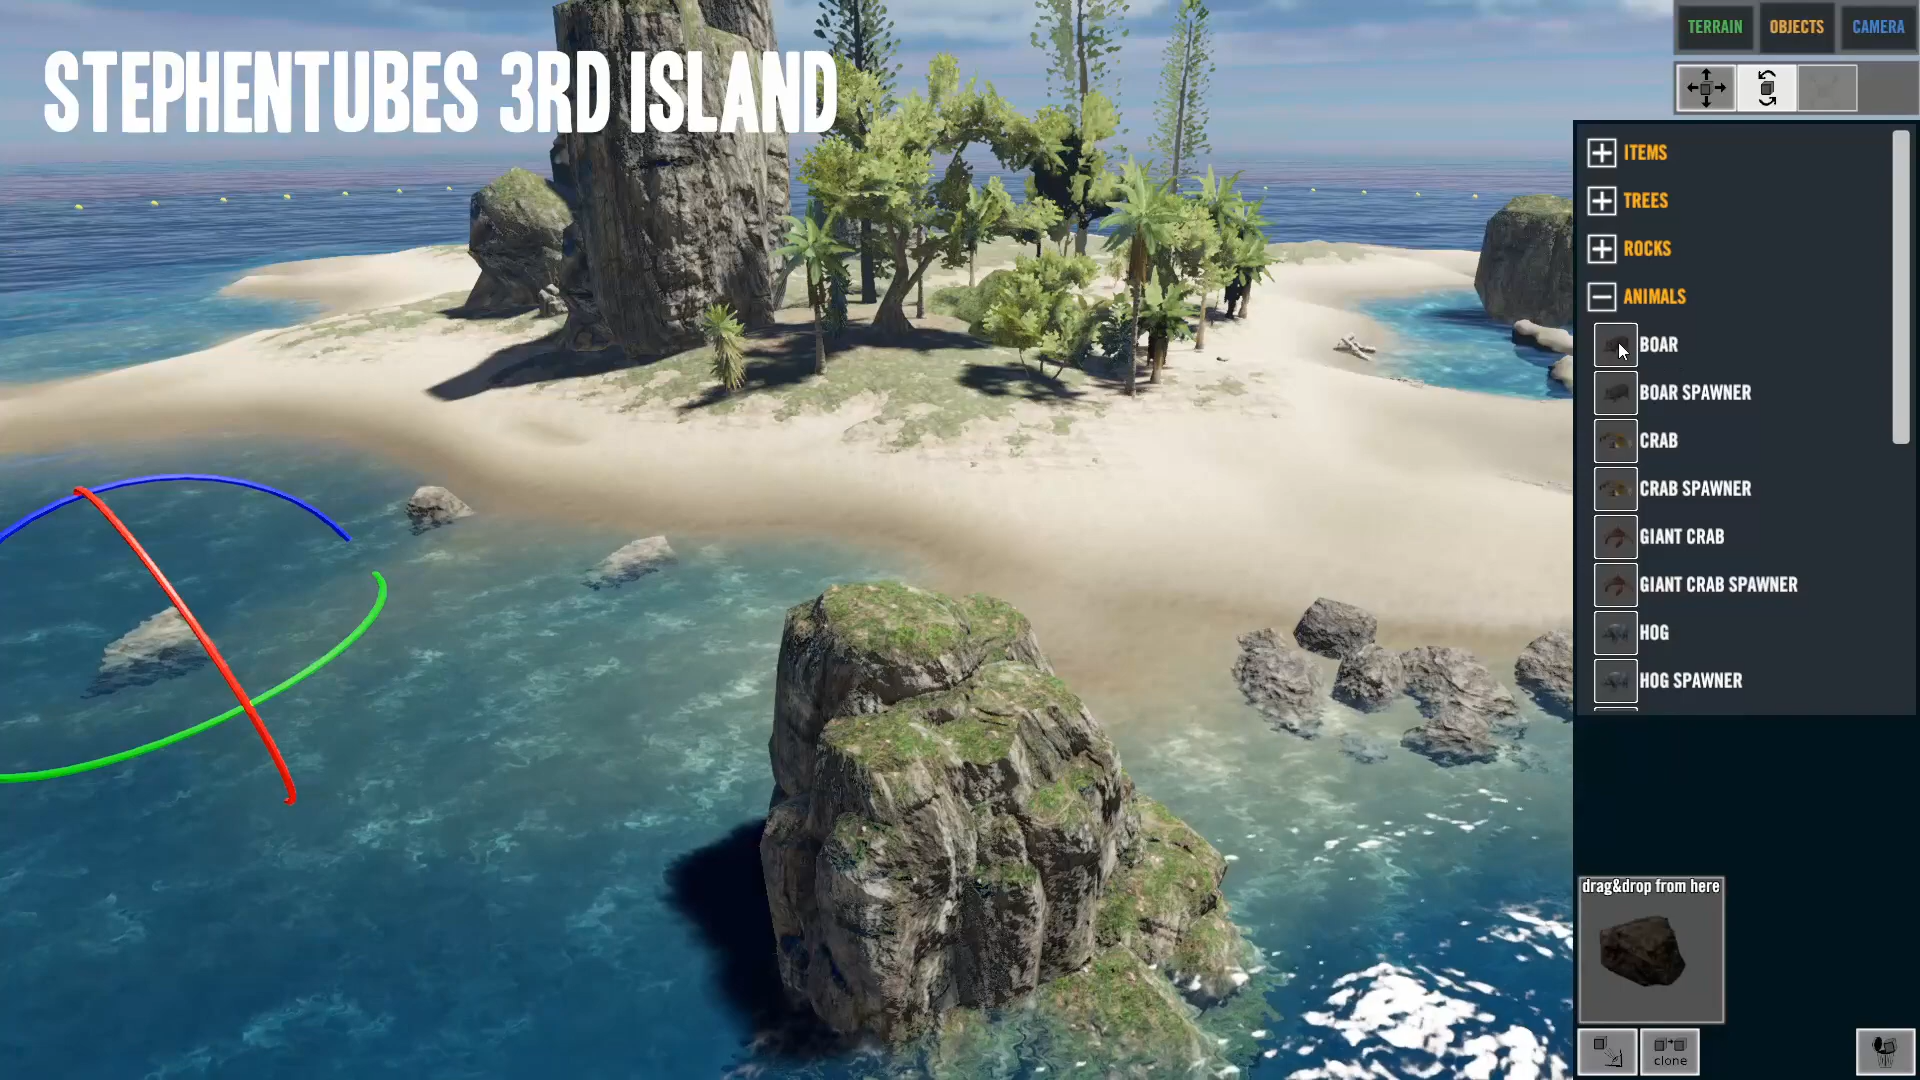 STEPHENTUBES 3RD ISLAND
TERRAIN
OBJECTS
CAMERA
ITEMS
TREES
ROCKS
ANIMALS
BOAR
BOAR SPAWNER
CRAB
CRAB SPAWNER
GIANT CRAB
GIANT CRAB SPAWNER
HOG
HOG SPAWNER
drag&drop from here
clone